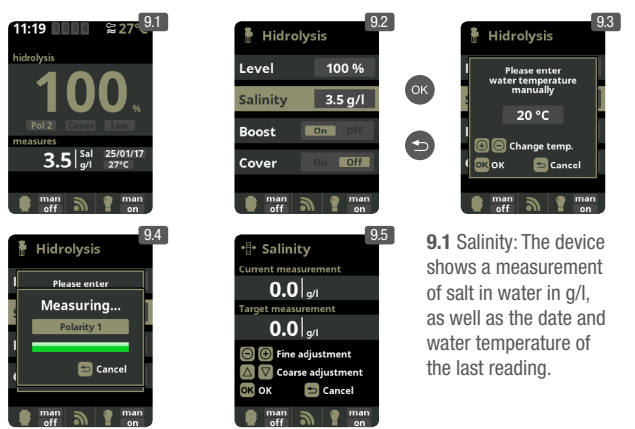 9.1
11:19 1 2 3 4 27°C
hidrolysis
100 %
Pol 2 Cover Low
measures
3.5 Sal g/l 25/01/17 27°C
man off man on
9.2
Hidrolysis
Level 100 %
Salinity 3.5 g/l
Boost On Off
Cover On Off
man off man on
OK
9.3
Hidrolysis
Please enter
water temperature
manually
20 °C
+ - Change temp.
OK OK Cancel
man off man on
9.4
Hidrolysis
Please enter
Measuring...
Polarity 1
Cancel
man off man on
9.5
Salinity
Current measurement
0.0 g/l
Target measurement
0.0 g/l
- + Fine adjustment
Coarse adjustment
OK OK Cancel
man off man on
9.1 Salinity: The device
shows a measurement
of salt in water in g/l,
as well as the date and
water temperature of
the last reading.